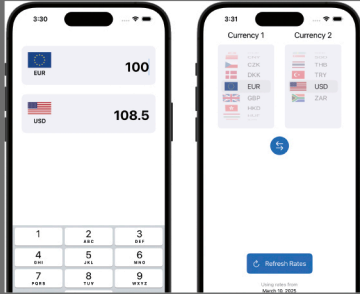 3:30
EUR
100
USD
108.5
1
2
ABC
3
DEF
4
GHI
5
JKL
6
MNO
7
PQRS
8
TUV
9
WXYZ
3:31
Currency 1
Currency 2
CZK
THB
DKK
TRY
EUR
USD
GBP
ZAR
HKD
Refresh Rates
Using rates from
March 10, 2025